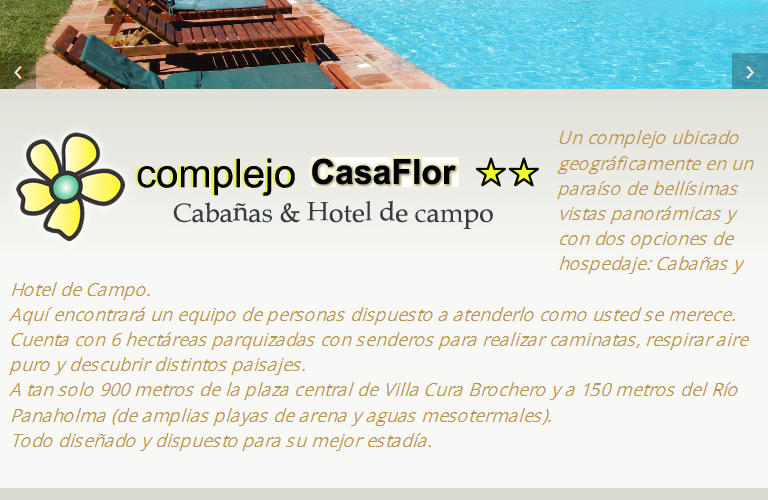 complejo CasaFlor
Cabañas & Hotel de campo
Un complejo ubicado
geográficamente en un
paraíso de bellísimas
vistas panorámicas y
con dos opciones de
hospedaje: Cabañas y
Hotel de Campo.
Aquí encontrará un equipo de personas dispuesto a atenderlo como usted se merece.
Cuenta con 6 hectáreas parquizadas con senderos para realizar caminatas, respirar aire
puro y descubrir distintos paisajes.
A tan solo 900 metros de la plaza central de Villa Cura Brochero y a 150 metros del Río
Panaholma (de amplias playas de arena y aguas mesotermales).
Todo diseñado y dispuesto para su mejor estadía.